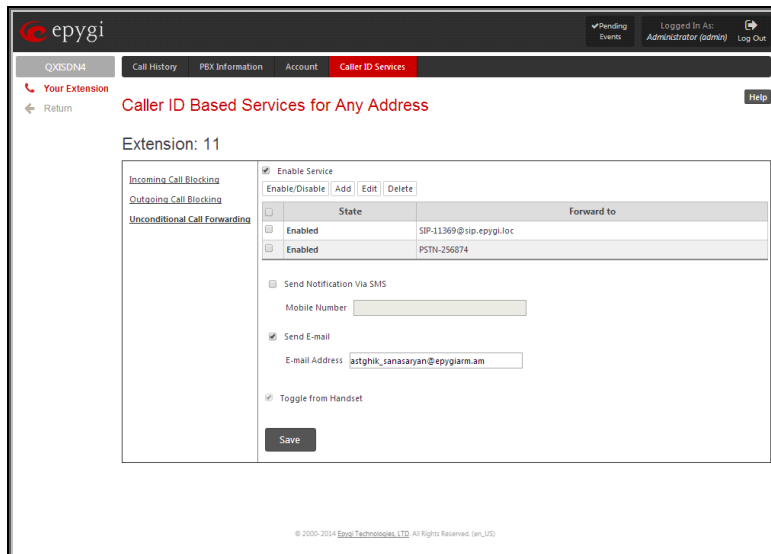 epygi
Pending Events
Logged In As:
Administrator (admin)
Log Out
QXISDN4
Call History
PBX Information
Account
Caller ID Services
Your Extension
Return
Caller ID Based Services for Any Address
Help
Extension: 11
Incoming Call Blocking
Outgoing Call Blocking
Unconditional Call Forwarding
Enable Service
Enable/Disable Add Edit Delete
State Forward to
Enabled SIP-11369@sip.epygi.loc
Enabled PSTN-256874
Send Notification Via SMS
Mobile Number
Send E-mail
E-mail Address astghik_sanasaryan@epygiarm.am
Toggle from Handset
Save
© 2000-2014 Epygi Technologies, LTD. All Rights Reserved. (en_US)